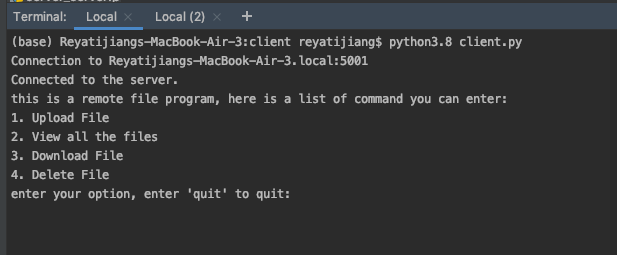 Terminal: Local × Local (2) × +
(base) Reyatijiangs-MacBook-Air-3:client reyatijiang$ python3.8 client.py
Connection to Reyatijiangs-MacBook-Air-3.local:5001
Connected to the server.
this is a remote file program, here is a list of command you can enter:
1. Upload File
2. View all the files
3. Download File
4. Delete File
enter your option, enter 'quit' to quit: